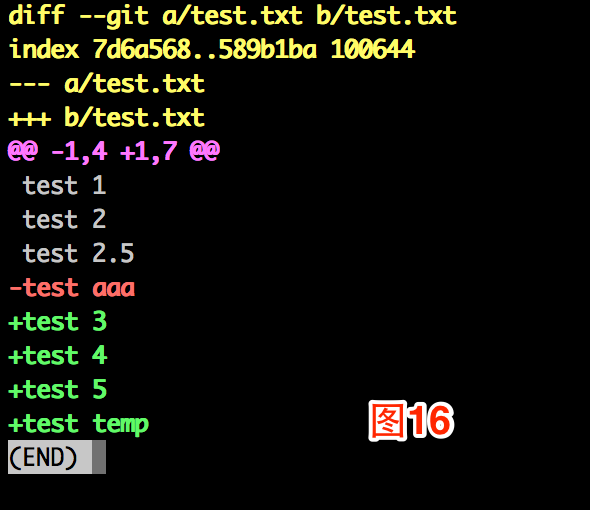 diff --git a/test.txt b/test.txt
index 7d6a568..589b1ba 100644
--- a/test.txt
+++ b/test.txt
@@ -1,4 +1,7 @@
 test 1
 test 2
 test 2.5
-test aaa
+test 3
+test 4
+test 5
+test temp
图16
(END)